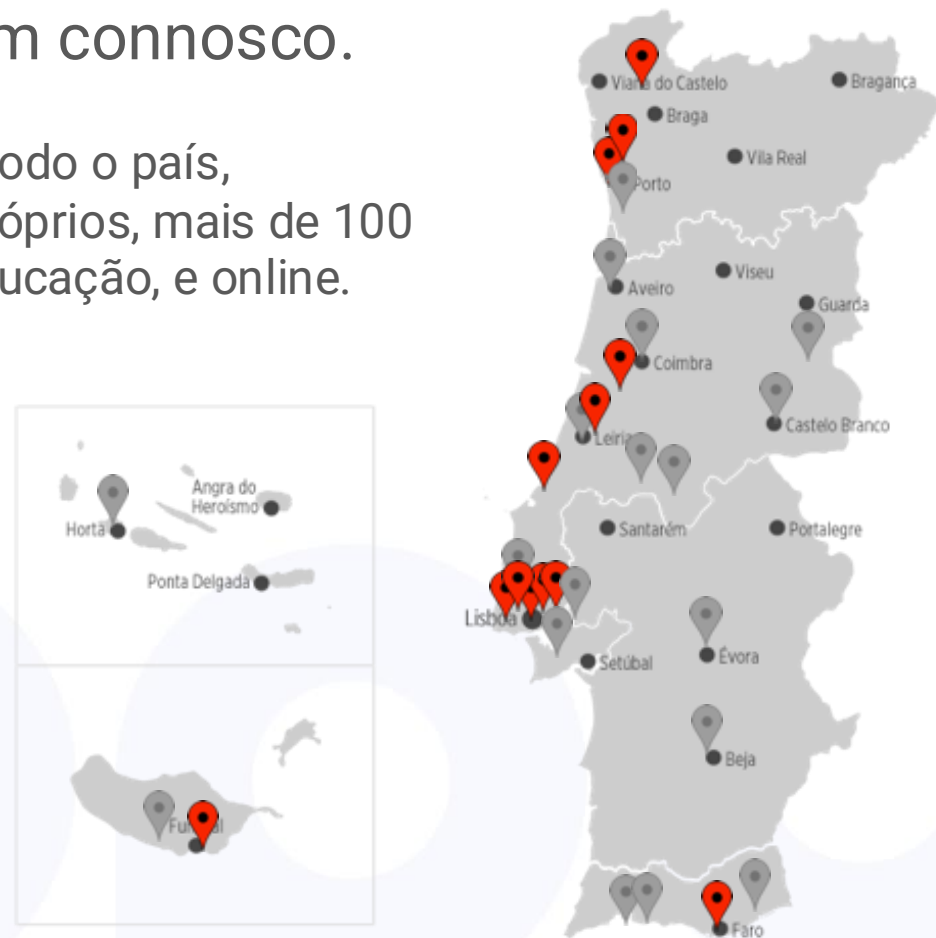 m connosco.
odo o país,
óprios, mais de 100
ucação, e online.
Viana do Castelo
Bragança
Braga
Vila Real
Porto
Viseu
Aveiro
Guarda
Coimbra
Castelo Branco
Leiria
Angra do
Heroísmo
Horta
Santarém
Portalegre
Ponta Delgada
Lisboa
Évora
Setúbal
Beja
Funchal
Faro